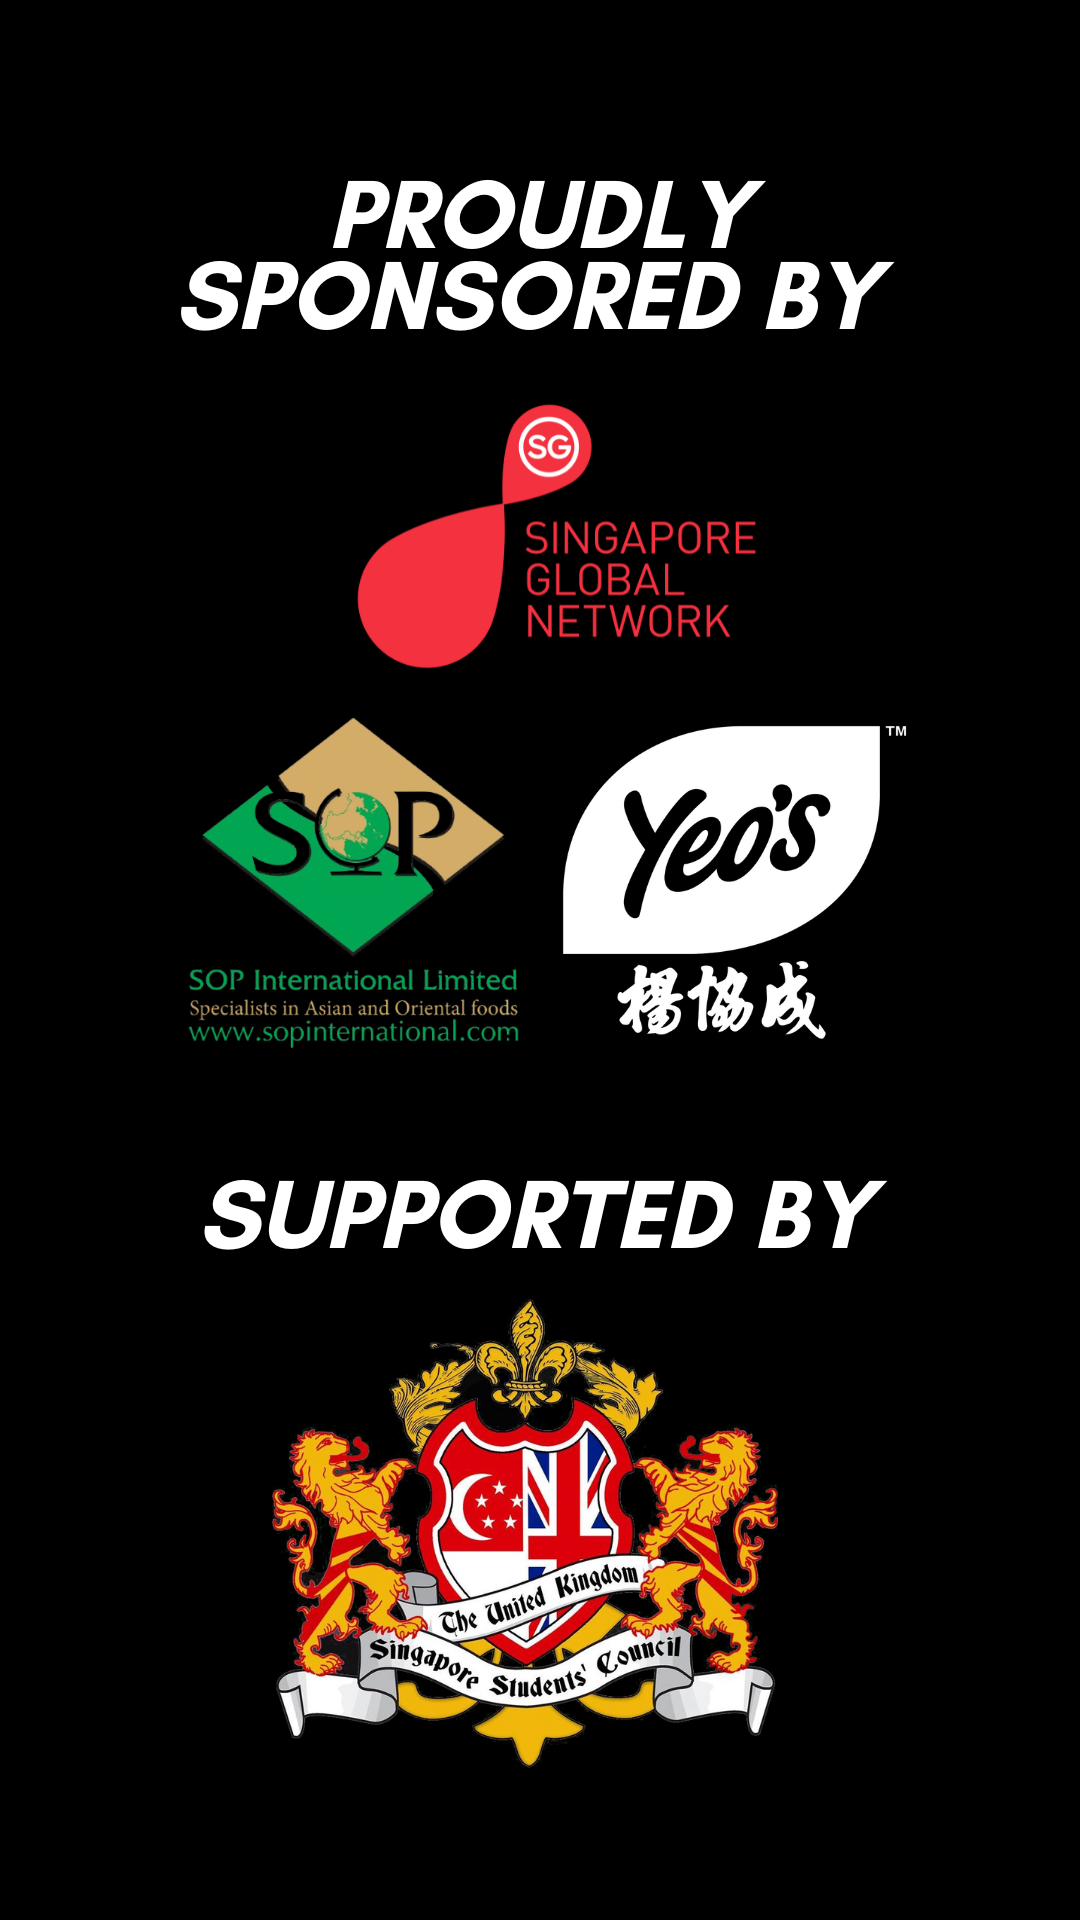 PROUDLY
SPONSORED BY
SG
SINGAPORE
GLOBAL
NETWORK
SOP
SOP International Limited
Specialists in Asian and Oriental foods
www.sopinternational.com
Yeo's TM
楊協成
SUPPORTED BY
The United Kingdom
Singapore Students' Council